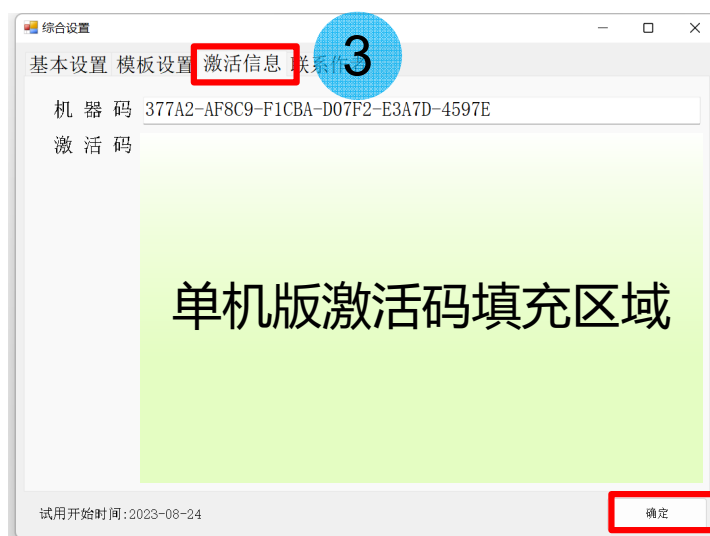 综合设置
基本设置 模板设置 激活信息 联系作者
3
机 器 码 377A2-AF8C9-F1CBA-D07F2-E3A7D-4597E
激 活 码
单机版激活码填充区域
试用开始时间:2023-08-24
确定